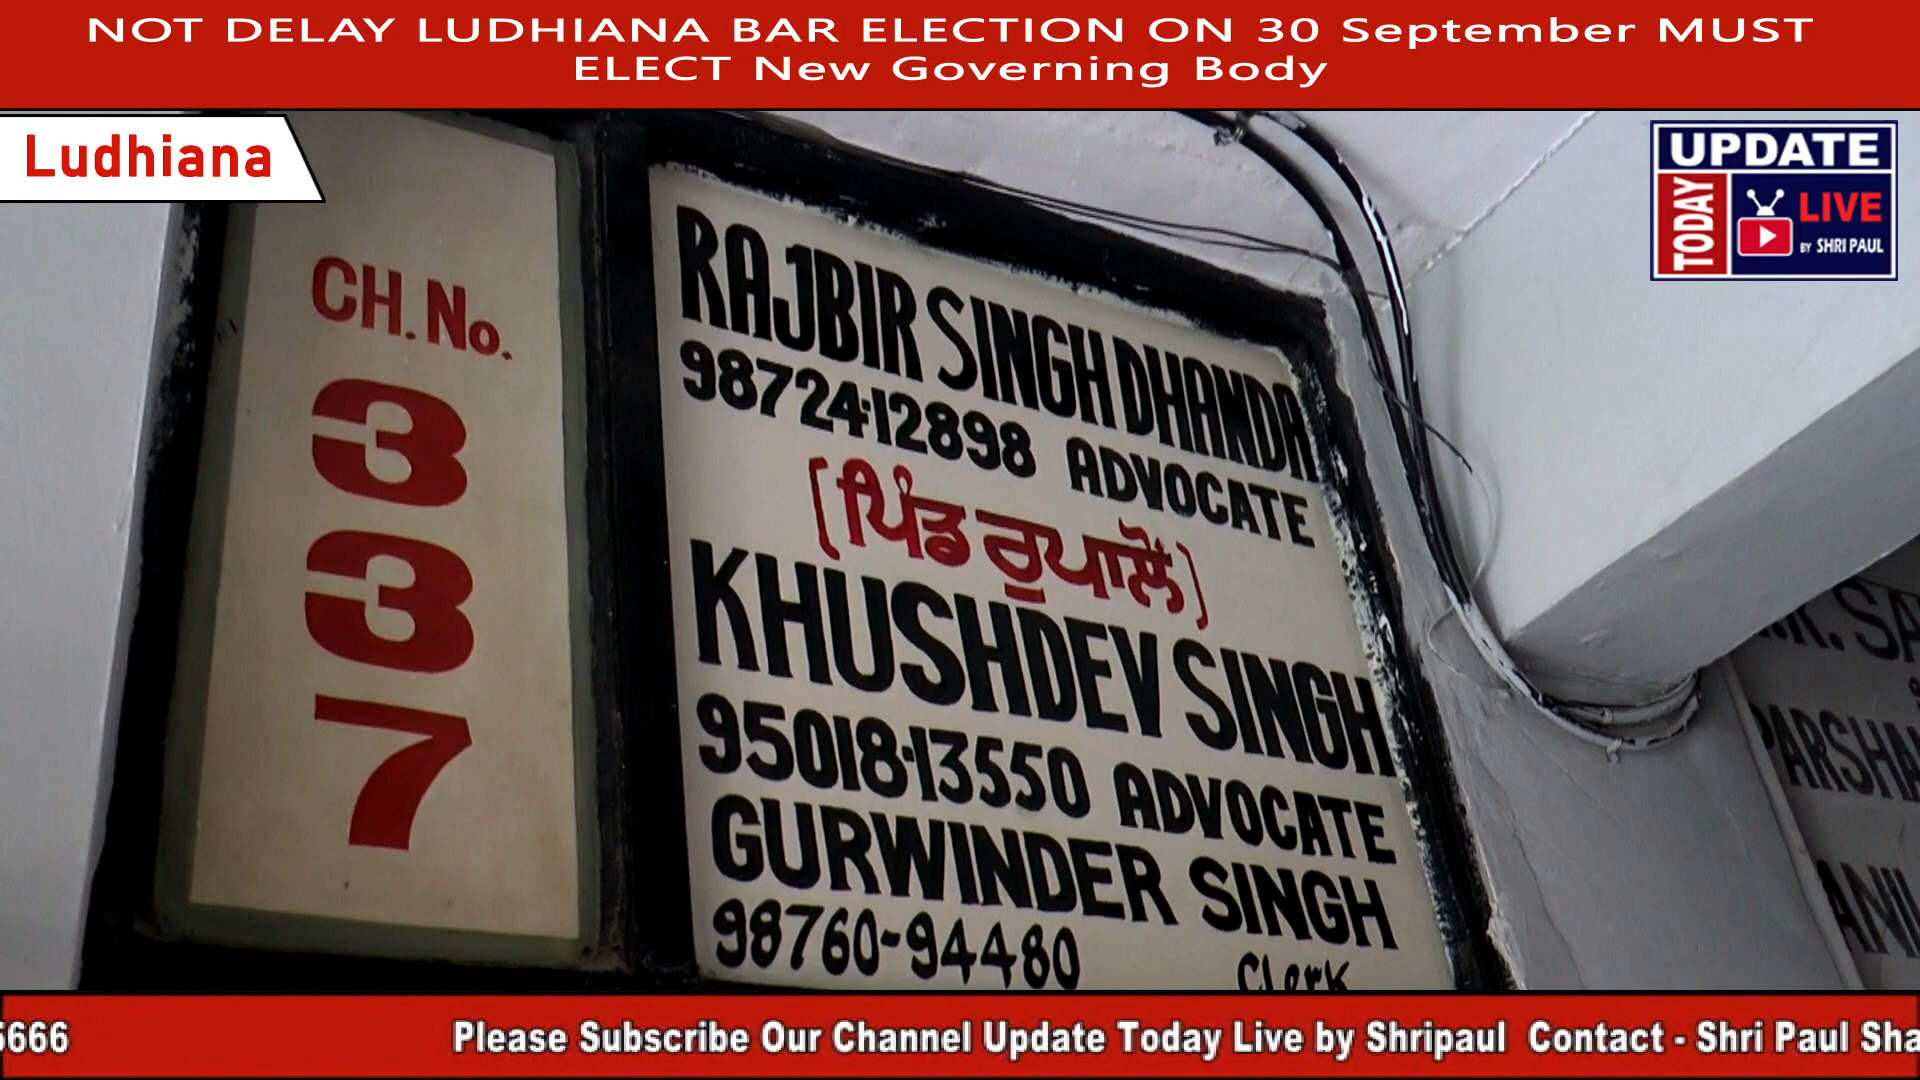 NOT DELAY LUDHIANA BAR ELECTION ON 30 September MUST
ELECT New Governing Body
Ludhiana
UPDATE
TODAY
LIVE
BY SHRI PAUL
CH. No.
337
RAJBIR SINGH DHANDA
98724-12898 ADVOCATE
[ਪਿੰਡ ਰੁਪਾਲੋਂ]
KHUSHDEV SINGH
95018-13550 ADVOCATE
GURWINDER SINGH
98760-94480 Clerk
5666 Please Subscribe Our Channel Update Today Live by Shripaul Contact - Shri Paul Sha